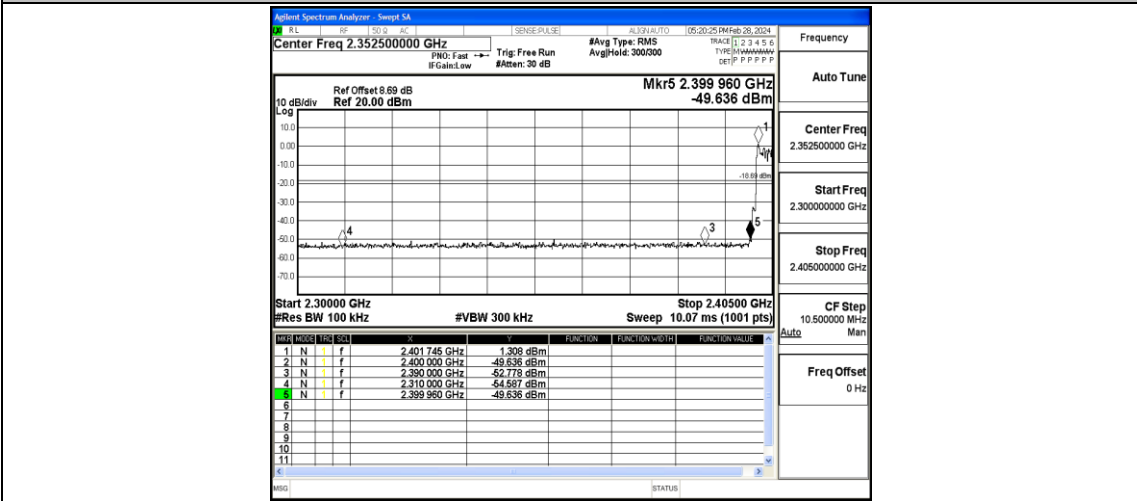 Agilent Spectrum Analyzer - Swept SA
RL RF 50 Ω AC SENSE:PULSE ALIGN AUTO 05:20:25 PM Feb 28, 2024
Center Freq 2.352500000 GHz
PNO: Fast
IFGain:Low
Trig: Free Run
#Atten: 30 dB
#Avg Type: RMS
Avg|Hold: 300/300
TRACE 1 2 3 4 5 6
TYPE M
DET P P P P P P
Frequency
Auto Tune
Center Freq
2.352500000 GHz
Start Freq
2.300000000 GHz
Stop Freq
2.405000000 GHz
CF Step
10.500000 MHz
Auto Man
Freq Offset
0 Hz
Mkr5 2.399 960 GHz
-49.636 dBm
Ref Offset 8.69 dB
10 dB/div Ref 20.00 dBm
Log
10.0
0.00
-10.0
-20.0
-30.0
-40.0
-50.0
-60.0
-70.0
1
-18.69 dBm
4
3
5
Start 2.30000 GHz Stop 2.40500 GHz
#Res BW 100 kHz #VBW 300 kHz Sweep 10.07 ms (1001 pts)
MKR MODE TRC SCL X Y FUNCTION FUNCTION WIDTH FUNCTION VALUE
1 N 1 f 2.401 745 GHz 1.308 dBm
2 N 1 f 2.400 000 GHz -49.636 dBm
3 N 1 f 2.390 000 GHz -52.778 dBm
4 N 1 f 2.310 000 GHz -54.587 dBm
5 N 1 f 2.399 960 GHz -49.636 dBm
6
7
8
9
10
11
MSG STATUS